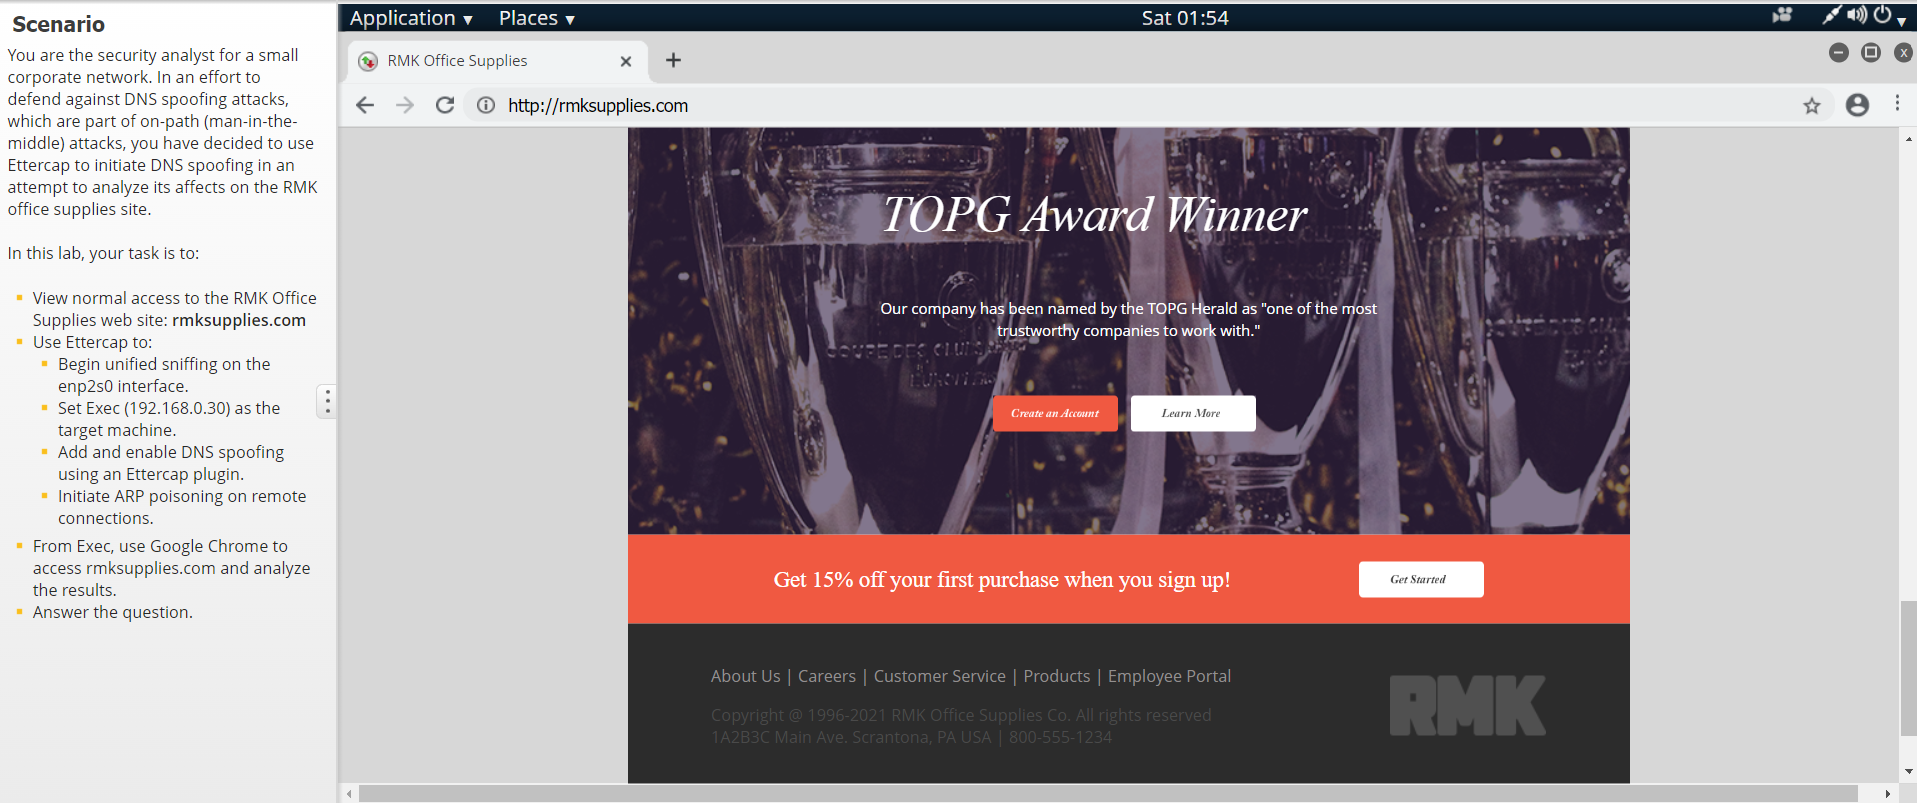 Scenario
You are the security analyst for a small
corporate network. In an effort to
defend against DNS spoofing attacks,
which are part of on-path (man-in-the-
middle) attacks, you have decided to use
Ettercap to initiate DNS spoofing in an
attempt to analyze its affects on the RMK
office supplies site.
In this lab, your task is to:
View normal access to the RMK Office
Supplies web site: rmksupplies.com
Use Ettercap to:
Begin unified sniffing on the
enp2s0 interface.
Set Exec (192.168.0.30) as the
target machine.
Add and enable DNS spoofing
using an Ettercap plugin.
Initiate ARP poisoning on remote
connections.
From Exec, use Google Chrome to
access rmksupplies.com and analyze
the results.
Answer the question.
Application Places Sat 01:54
RMK Office Supplies
http://rmksupplies.com
TOPG Award Winner
Our company has been named by the TOPG Herald as "one of the most
trustworthy companies to work with."
Create an Account Learn More
Get 15% off your first purchase when you sign up! Get Started
About Us | Careers | Customer Service | Products | Employee Portal
Copyright @ 1996-2021 RMK Office Supplies Co. All rights reserved
1A2B3C Main Ave. Scrantona, PA USA | 800-555-1234
RMK